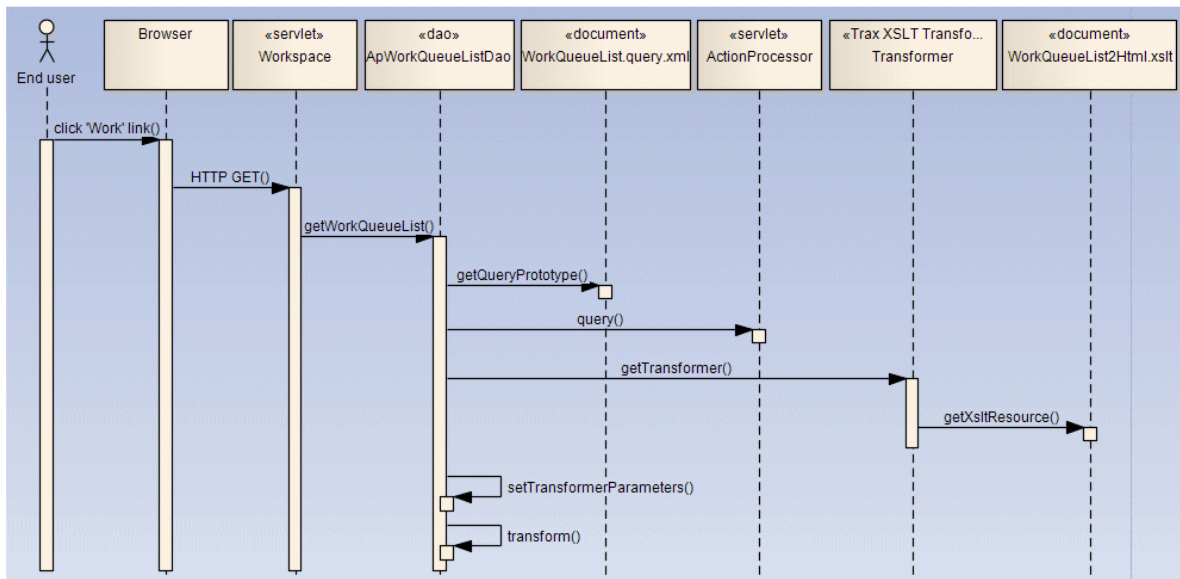 Browser
«servlet»
Workspace
«dao»
ApWorkQueueListDao
«document»
WorkQueueList.query.xml
«servlet»
ActionProcessor
«Trax XSLT Transfo...
Transformer
«document»
WorkQueueList2Html.xslt
End user
click 'Work' link()
HTTP GET()
getWorkQueueList()
getQueryPrototype()
query()
getTransformer()
getXsltResource()
setTransformerParameters()
transform()